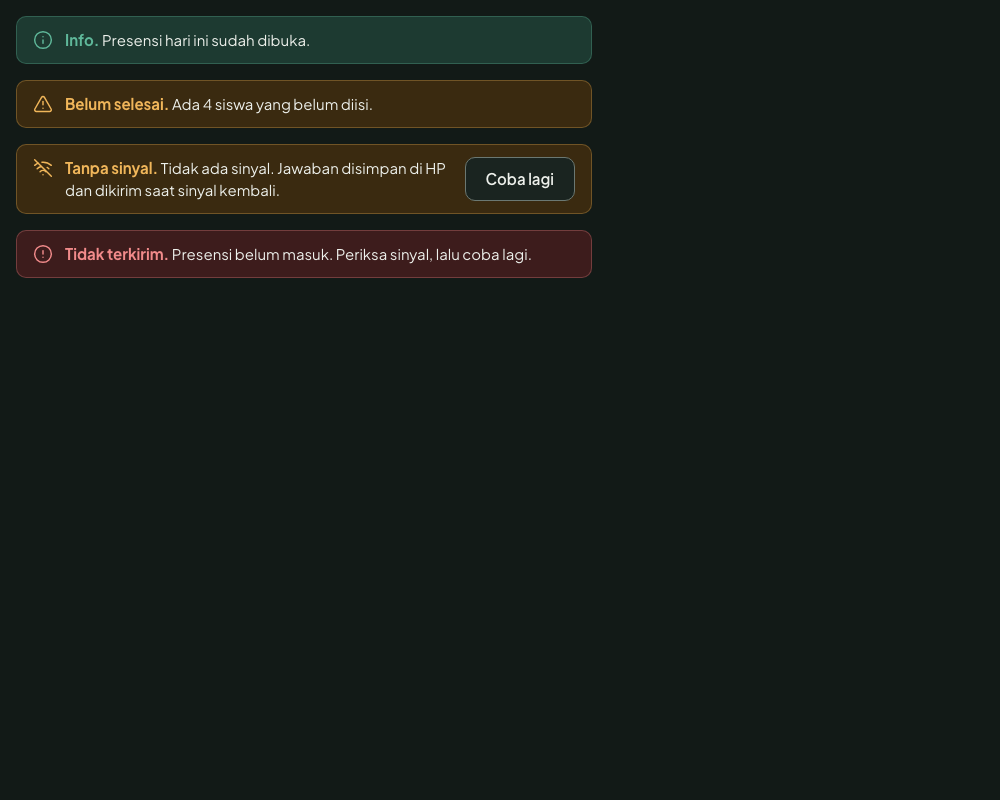 Info. Presensi hari ini sudah dibuka.
Belum selesai. Ada 4 siswa yang belum diisi.
Tanpa sinyal. Tidak ada sinyal. Jawaban disimpan di HP
dan dikirim saat sinyal kembali.
Coba lagi
Tidak terkirim. Presensi belum masuk. Periksa sinyal, lalu coba lagi.